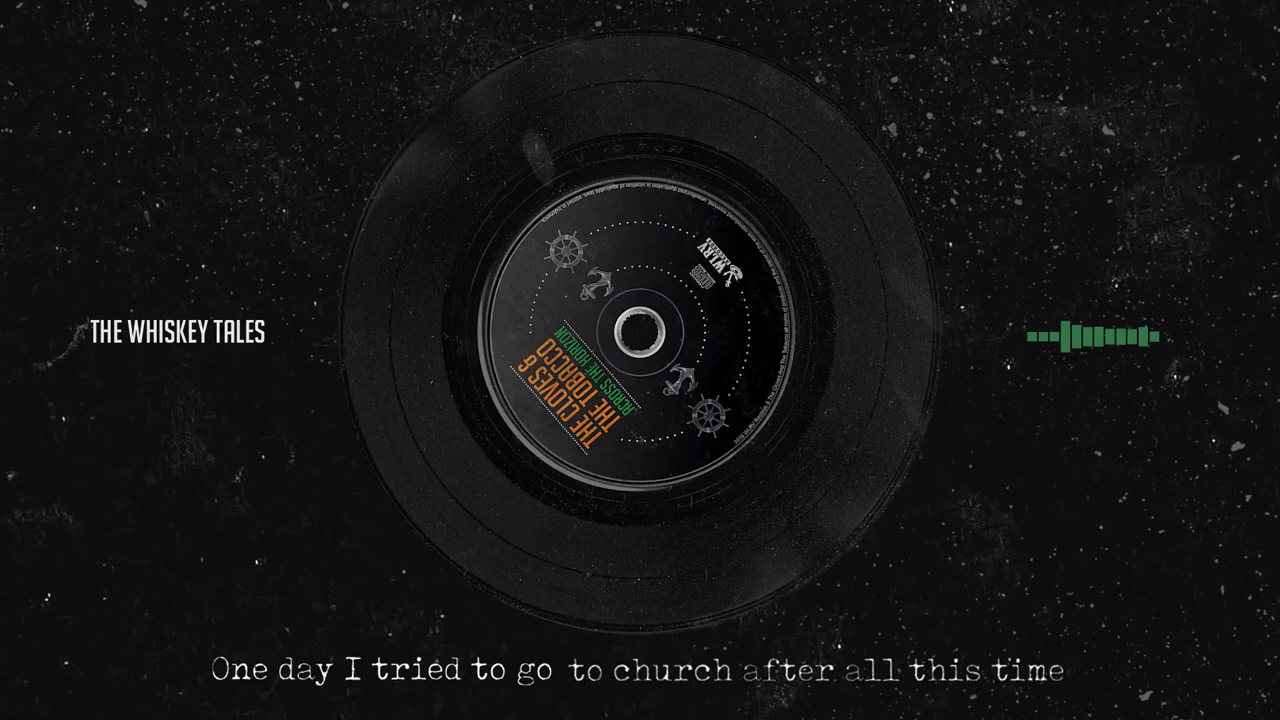 THE WHISKEY TALES
THE CLOVES &
THE TOBACCO
ACROSS THE HORIZON
WLRV
One day I tried to go to church after all this time